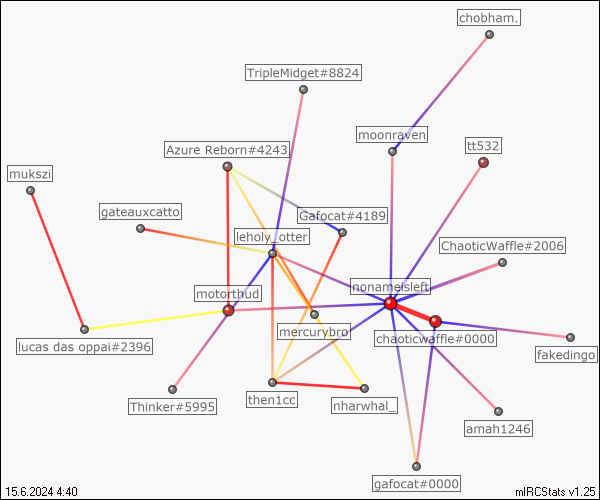 chobham.
TripleMidget#8824
moonraven
tt532
Azure Reborn#4243
mukszi
gateauxcatto
Gafocat#4189
leholy_otter
ChaoticWaffle#2006
nonameisleft
motorthud
mercurybro
chaoticwaffle#0000
lucas das oppai#2396
fakedingo
then1cc
nharwhal_
Thinker#5995
amah1246
gafocat#0000
15.6.2024 4:40
mIRCStats v1.25